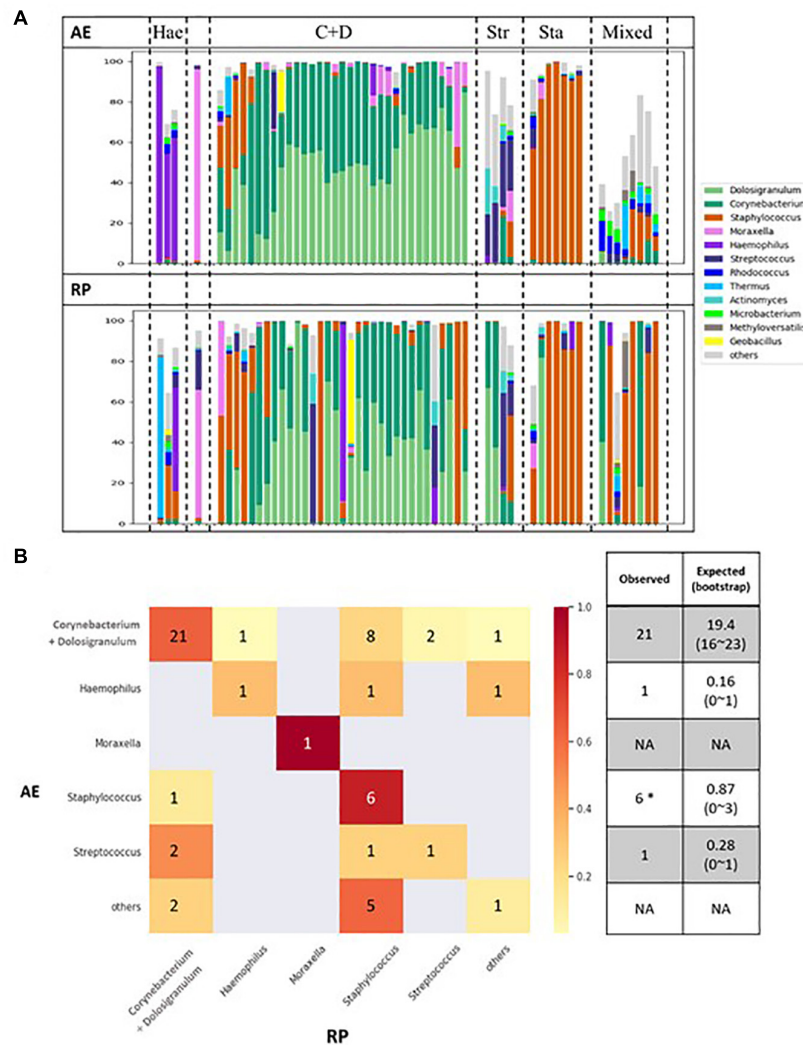 A
AE Hae C+D Str Sta Mixed
100
80
60
40
20
0
RP
100
80
60
40
20
0
Dolosigranulum
Corynebacterium
Staphylococcus
Moraxella
Haemophilus
Streptococcus
Rhodococcus
Thermus
Actinomyces
Microbacterium
Methyloversatilis
Geobacillus
others
B
Observed Expected
(bootstrap)
Corynebacterium
+ Dolosigranulum
21 1 8 2 1
21 19.4
(16~23)
Haemophilus
1 1 1
1 0.16
(0~1)
Moraxella
1
NA NA
AE
Staphylococcus
1 6
6 * 0.87
(0~3)
Streptococcus
2 1 1
1 0.28
(0~1)
others
2 5 1
NA NA
1.0
0.8
0.6
0.4
0.2
Corynebacterium
+ Dolosigranulum
Haemophilus
Moraxella
Staphylococcus
Streptococcus
others
RP